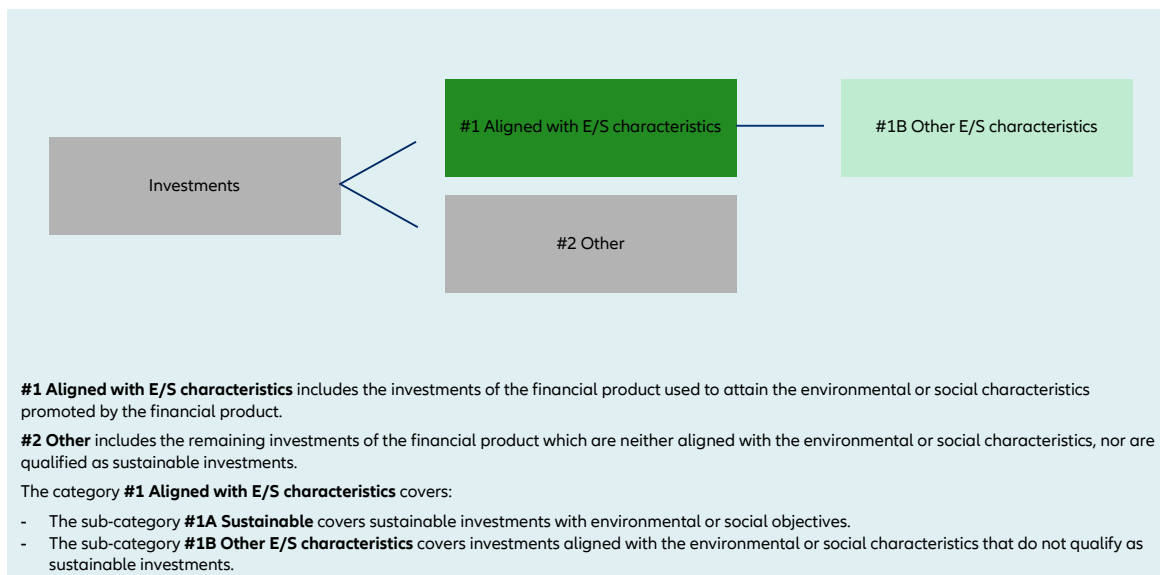 #1 Aligned with E/S characteristics
#1B Other E/S characteristics
Investments
#2 Other
#1 Aligned with E/S characteristics includes the investments of the financial product used to attain the environmental or social characteristics
promoted by the financial product.
#2 Other includes the remaining investments of the financial product which are neither aligned with the environmental or social characteristics, nor are
qualified as sustainable investments.
The category #1 Aligned with E/S characteristics covers:
- The sub-category #1A Sustainable covers sustainable investments with environmental or social objectives.
- The sub-category #1B Other E/S characteristics covers investments aligned with the environmental or social characteristics that do not qualify as
sustainable investments.